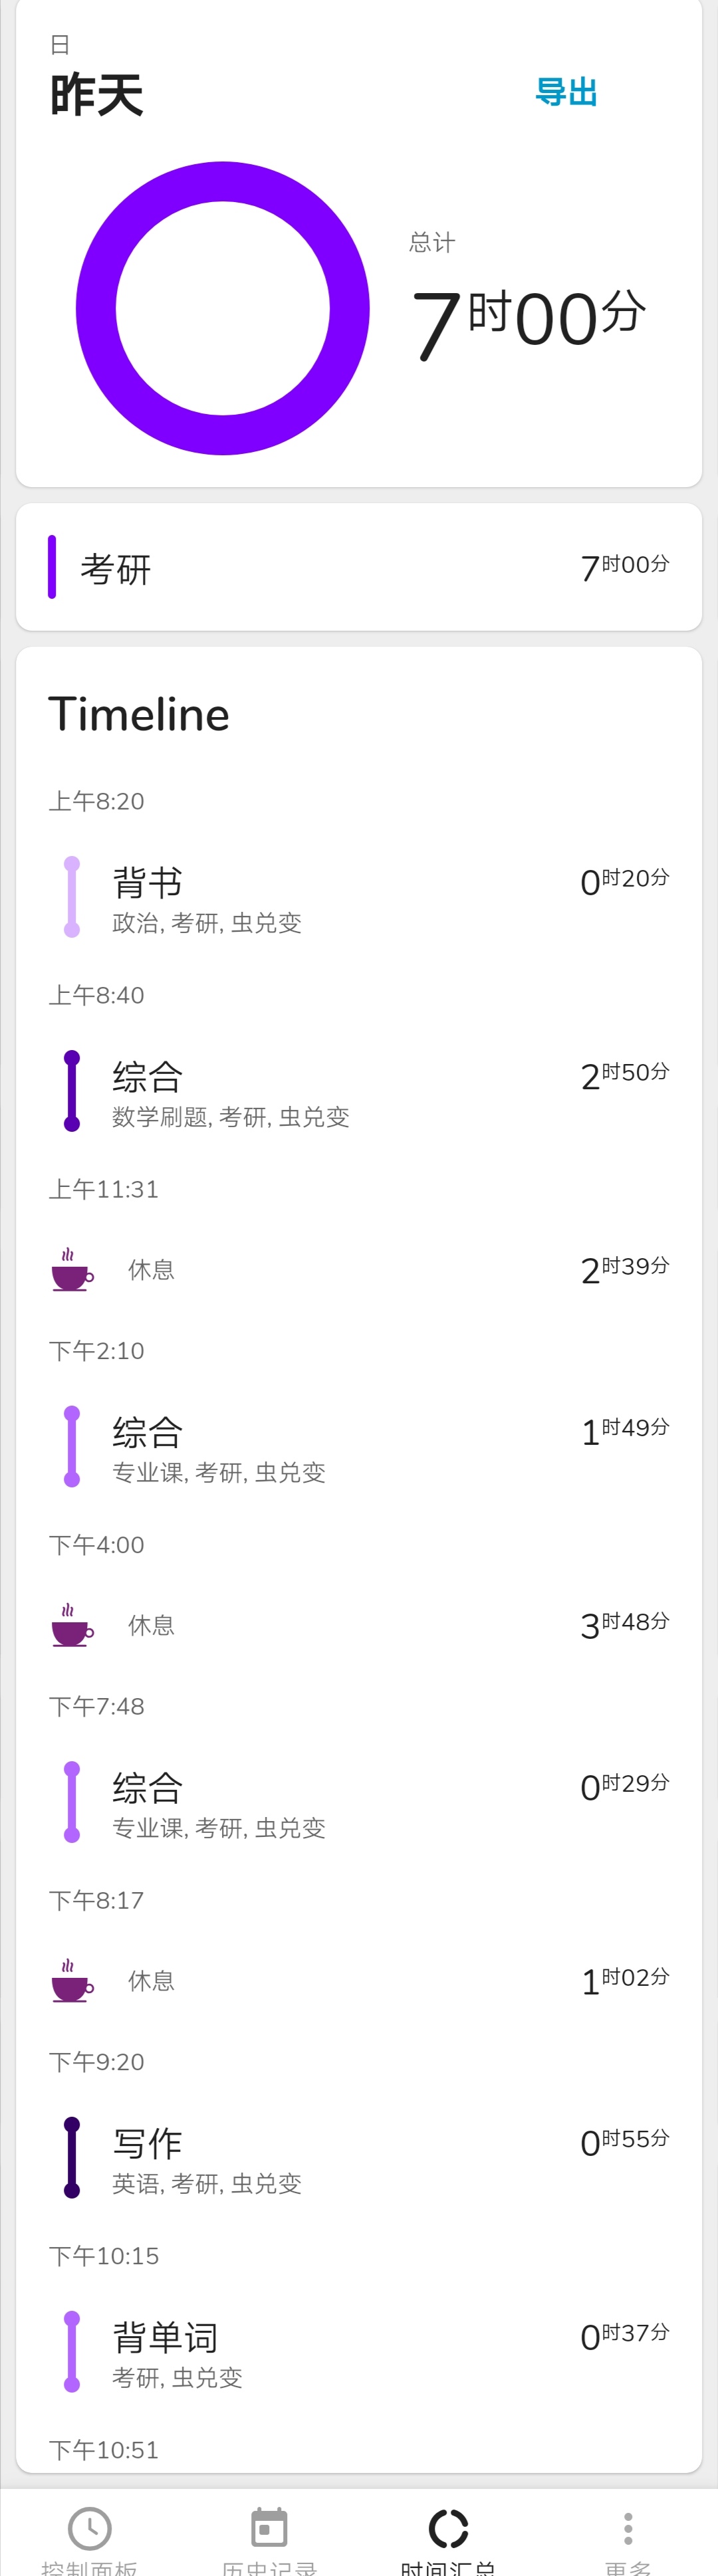 日
昨天
导出
总计
7时00分
考研 7时00分
Timeline
上午8:20
背书 0时20分
政治, 考研, 虫兑变
上午8:40
综合 2时50分
数学刷题, 考研, 虫兑变
上午11:31
休息 2时39分
下午2:10
综合 1时49分
专业课, 考研, 虫兑变
下午4:00
休息 3时48分
下午7:48
综合 0时29分
专业课, 考研, 虫兑变
下午8:17
休息 1时02分
下午9:20
写作 0时55分
英语, 考研, 虫兑变
下午10:15
背单词 0时37分
考研, 虫兑变
下午10:51
控制面板 历史记录 时间汇总 更多